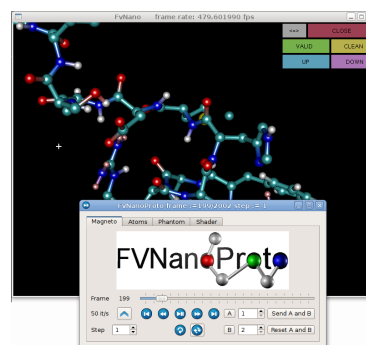 FvNano frame rate: 479,601990 fps
<-> CLOSE
VALID CLEAN
UP DOWN
FvNanoProto frame i=199/2002 step = 1
Magneto Atoms Phantom Shader
FVNanoProto
Frame 199
50 it/s A 1 Send A and B
Step 1 B 2 Reset A and B